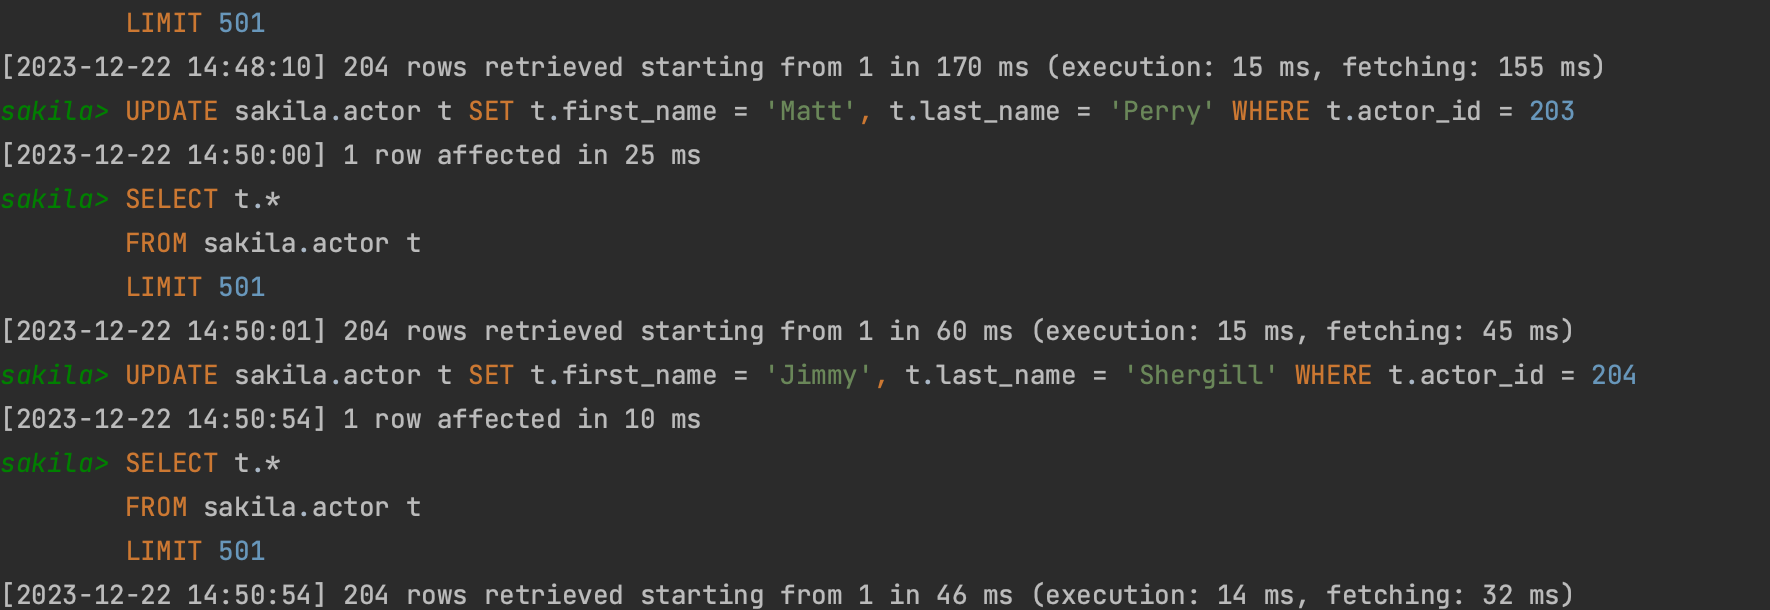 LIMIT 501
[2023-12-22 14:48:10] 204 rows retrieved starting from 1 in 170 ms (execution: 15 ms, fetching: 155 ms)
sakila> UPDATE sakila.actor t SET t.first_name = 'Matt', t.last_name = 'Perry' WHERE t.actor_id = 203
[2023-12-22 14:50:00] 1 row affected in 25 ms
sakila> SELECT t.*
FROM sakila.actor t
LIMIT 501
[2023-12-22 14:50:01] 204 rows retrieved starting from 1 in 60 ms (execution: 15 ms, fetching: 45 ms)
sakila> UPDATE sakila.actor t SET t.first_name = 'Jimmy', t.last_name = 'Shergill' WHERE t.actor_id = 204
[2023-12-22 14:50:54] 1 row affected in 10 ms
sakila> SELECT t.*
FROM sakila.actor t
LIMIT 501
[2023-12-22 14:50:54] 204 rows retrieved starting from 1 in 46 ms (execution: 14 ms, fetching: 32 ms)